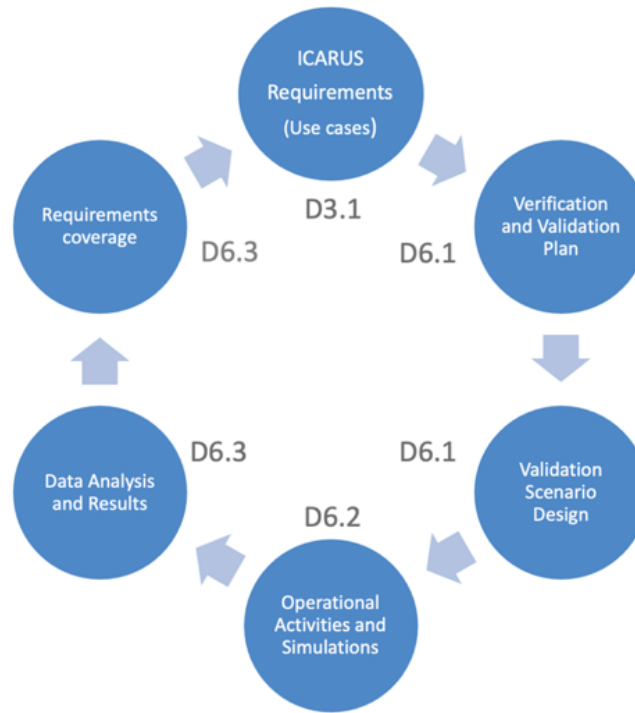 ICARUS
Requirements
(Use cases)
D3.1
Verification
and Validation
Plan
D6.1
Validation
Scenario
Design
D6.1
Operational
Activities and
Simulations
D6.2
Data Analysis
and Results
D6.3
Requirements
coverage
D6.3